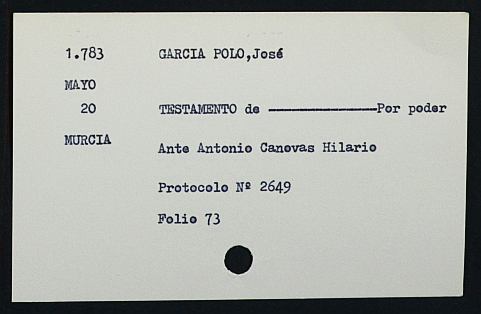 1.783 GARCIA POLO,José
MAYO
20 TESTAMENTO de ——————————Por poder
MURCIA Ante Antonio Canovas Hilario
Protocolo Nº 2649
Folio 73